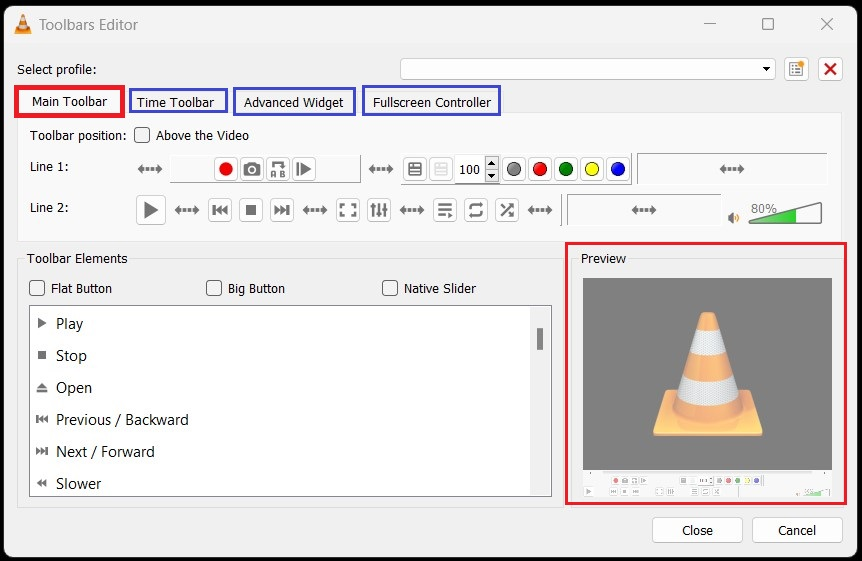 Toolbars Editor
Select profile:
Main Toolbar Time Toolbar Advanced Widget Fullscreen Controller
Toolbar position: Above the Video
Line 1: A B 100
Line 2: 80%
Toolbar Elements
Flat Button Big Button Native Slider
Play
Stop
Open
Previous / Backward
Next / Forward
Slower
Preview
Close Cancel